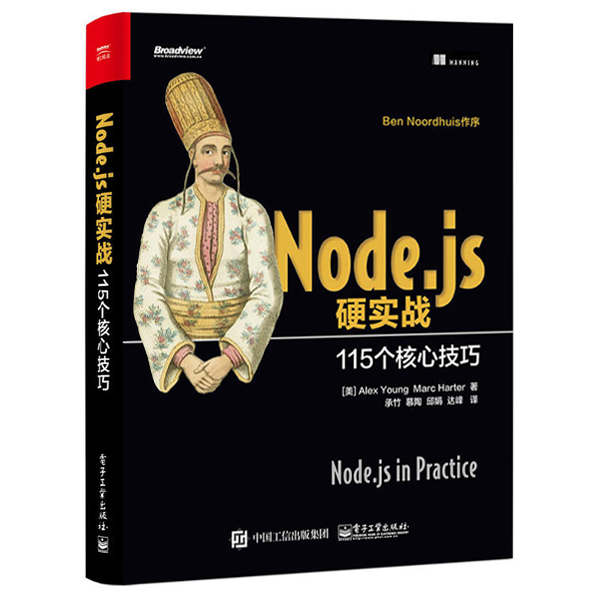 Broadview
www.broadview.com.cn
MANNING
Ben Noordhuis作序
Node.js
硬实战
115个核心技巧
[美] Alex Young Marc Harter 著
承竹 慕陶 邱娟 达峰 译
Node.js in Practice
中国工信出版集团
电子工业出版社
Node.js硬实战 115个核心技巧
电子工业出版社